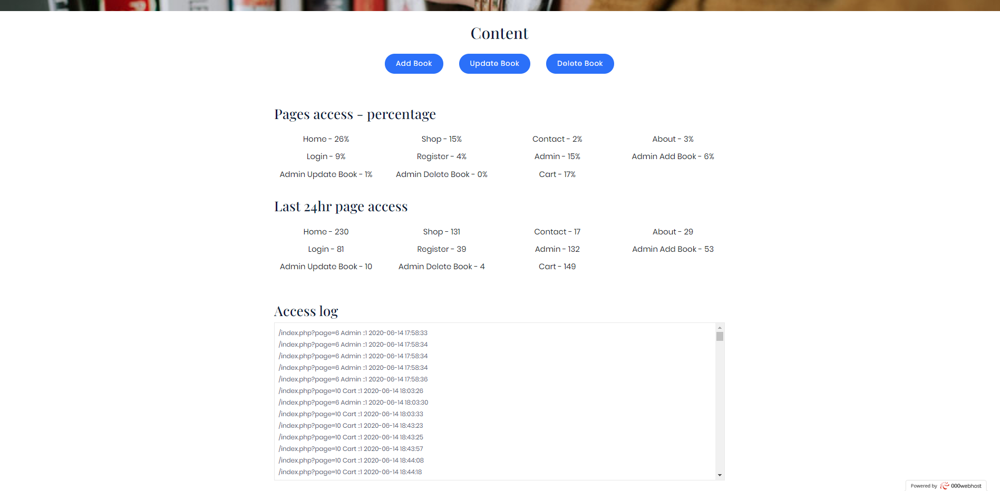 Content
Add Book Update Book Delete Book
Pages access - percentage
Home - 26% Shop - 15% Contact - 2% About - 3%
Login - 9% Register - 4% Admin - 15% Admin Add Book - 6%
Admin Update Book - 1% Admin Delete Book - 0% Cart - 17%
Last 24hr page access
Home - 230 Shop - 131 Contact - 17 About - 29
Login - 81 Register - 39 Admin - 132 Admin Add Book - 53
Admin Update Book - 10 Admin Delete Book - 4 Cart - 149
Access log
/index.php?page=6 Admin ::1 2020-06-14 17:58:33
/index.php?page=6 Admin ::1 2020-06-14 17:58:34
/index.php?page=6 Admin ::1 2020-06-14 17:58:34
/index.php?page=6 Admin ::1 2020-06-14 17:58:34
/index.php?page=6 Admin ::1 2020-06-14 17:58:36
/index.php?page=10 Cart ::1 2020-06-14 18:03:26
/index.php?page=6 Admin ::1 2020-06-14 18:03:30
/index.php?page=10 Cart ::1 2020-06-14 18:03:33
/index.php?page=10 Cart ::1 2020-06-14 18:43:23
/index.php?page=10 Cart ::1 2020-06-14 18:43:25
/index.php?page=10 Cart ::1 2020-06-14 18:43:57
/index.php?page=10 Cart ::1 2020-06-14 18:44:08
/index.php?page=10 Cart ::1 2020-06-14 18:44:18
Powered by 000webhost